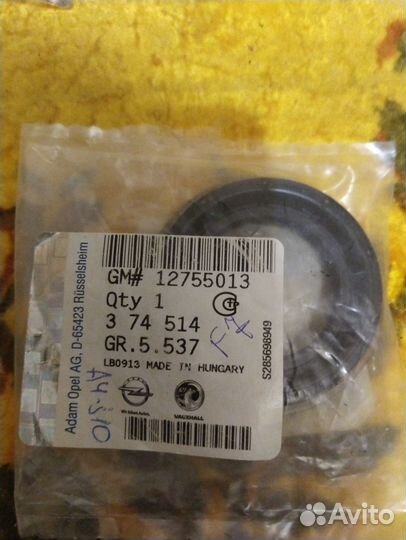 Adam Opel AG. D-65423 Rüsselsheim
GM# 12755013
Qty 1
3 74 514
GR.5.537
LB0913 MADE IN HUNGARY
S285698949
VAUXHALL
Avito